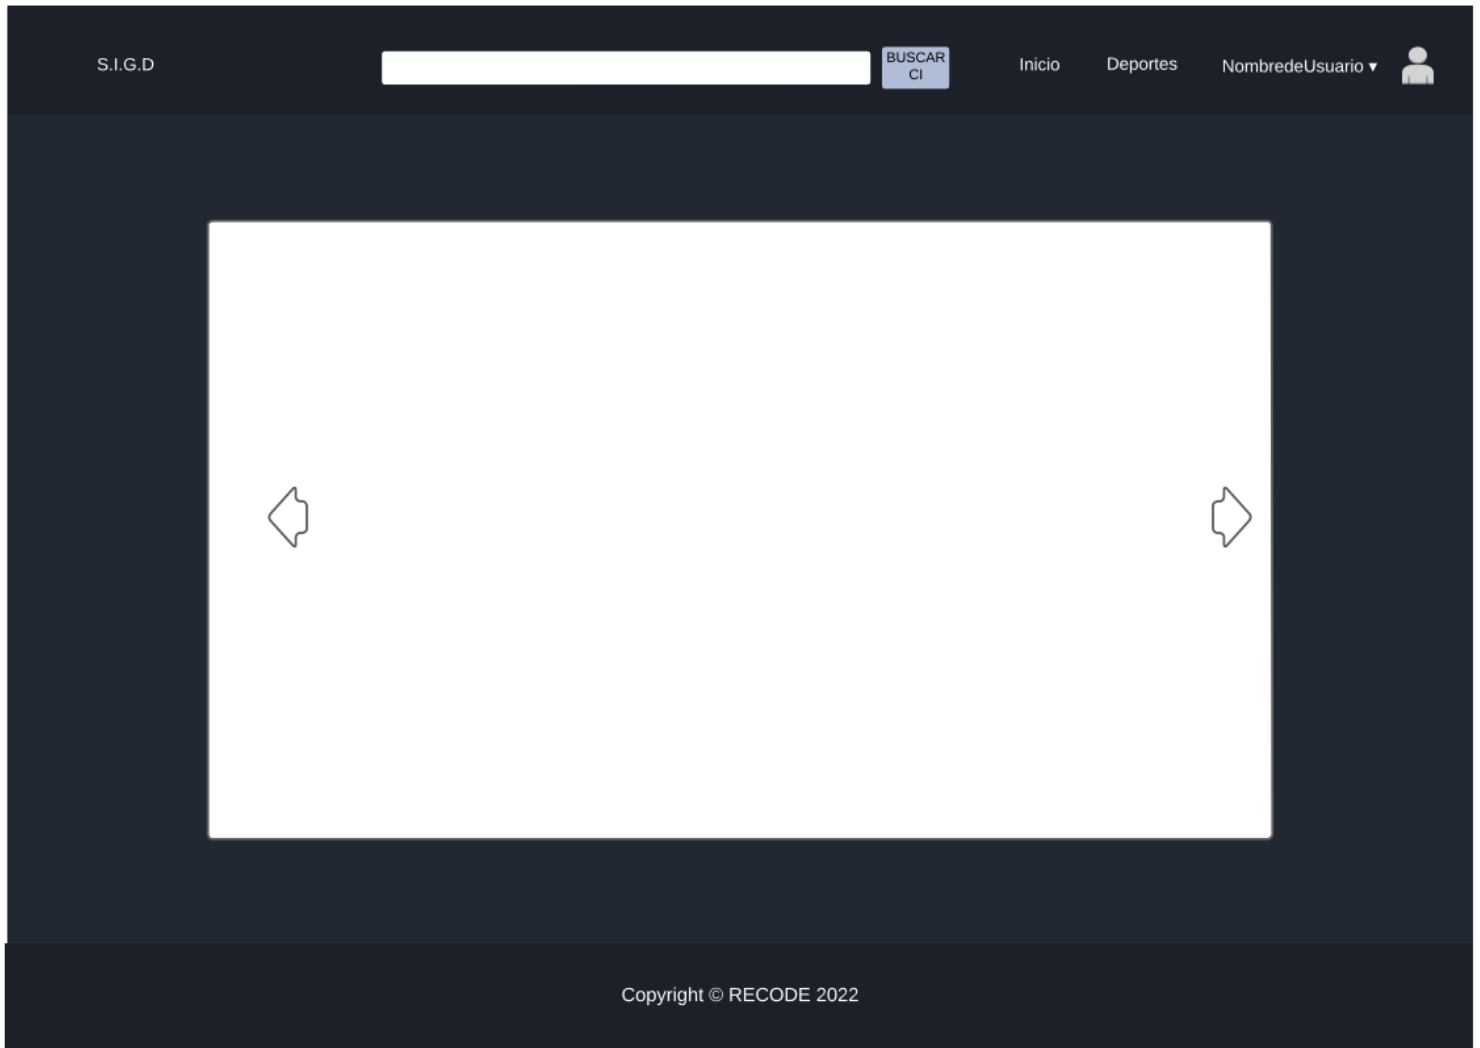 S.I.G.D
BUSCAR
CI
Inicio
Deportes
NombredeUsuario ▾
Copyright © RECODE 2022